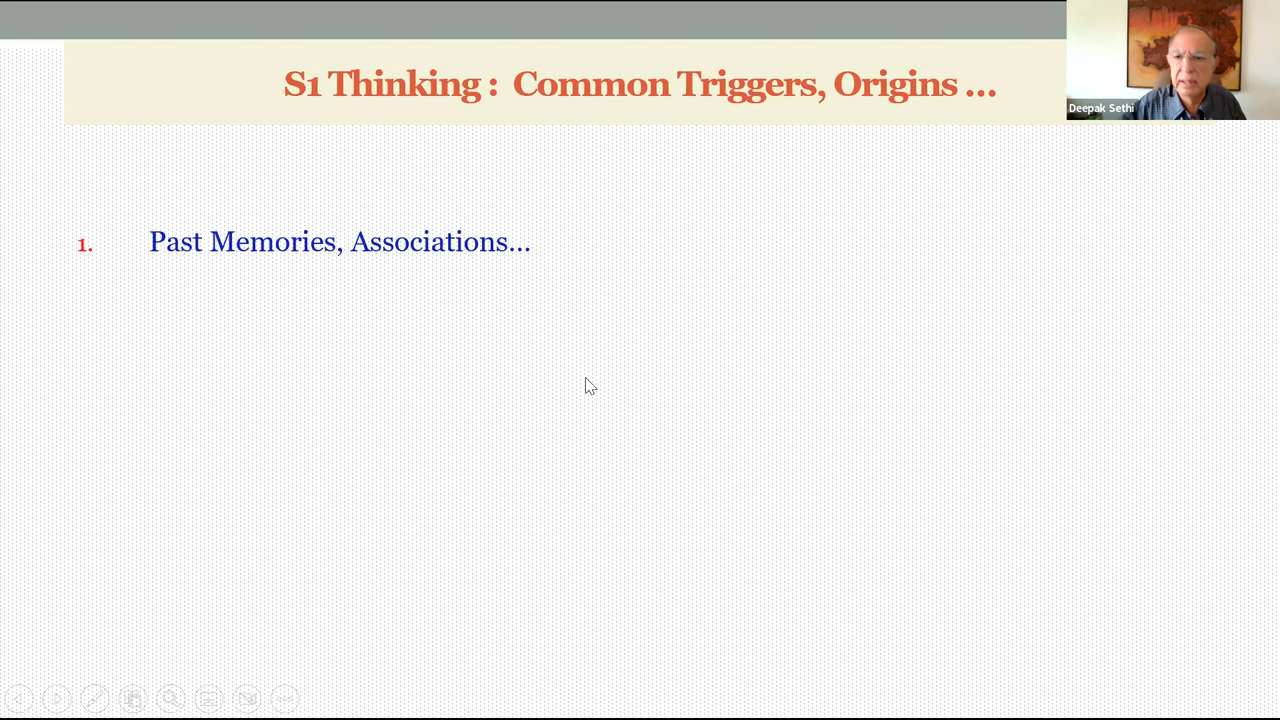 S1 Thinking : Common Triggers, Origins ...
Deepak Sethi
1. Past Memories, Associations...